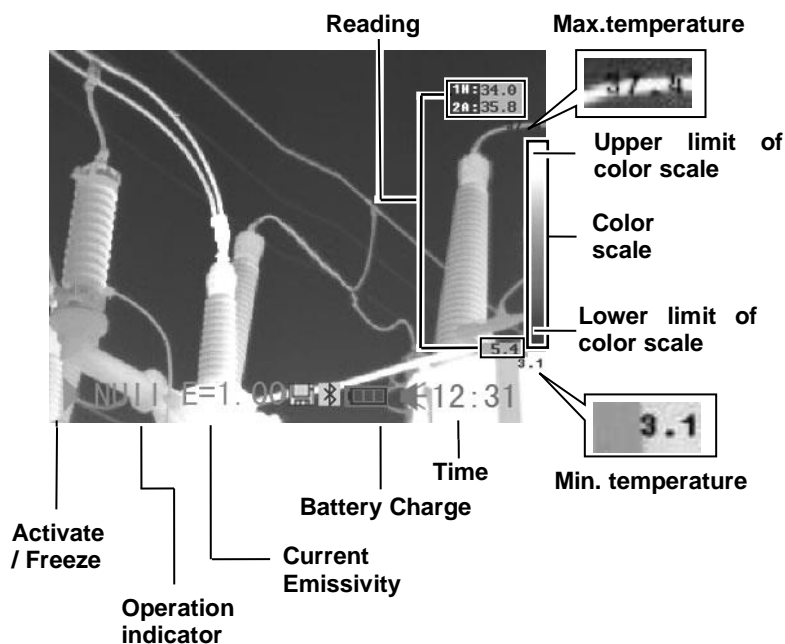 Reading
Max.temperature
1H:34.0
2A:35.8
37.4
Upper limit of
color scale
Color
scale
Lower limit of
color scale
5.4
3.1
3.1
NUll E=1.00 12:31
Time
Min. temperature
Battery Charge
Activate
/ Freeze
Current
Emissivity
Operation
indicator